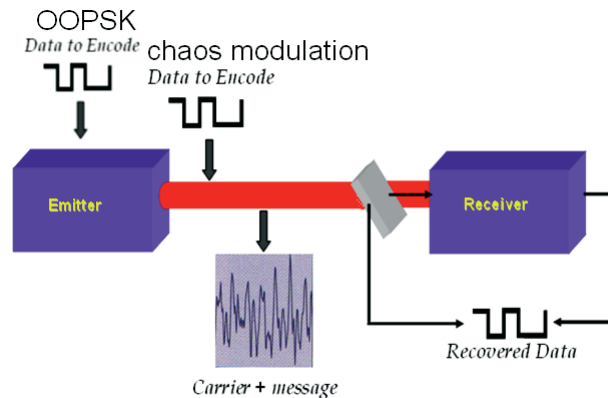 OOPSK
Data to Encode
chaos modulation
Data to Encode
Emitter
Receiver
Recovered Data
Carrier + message